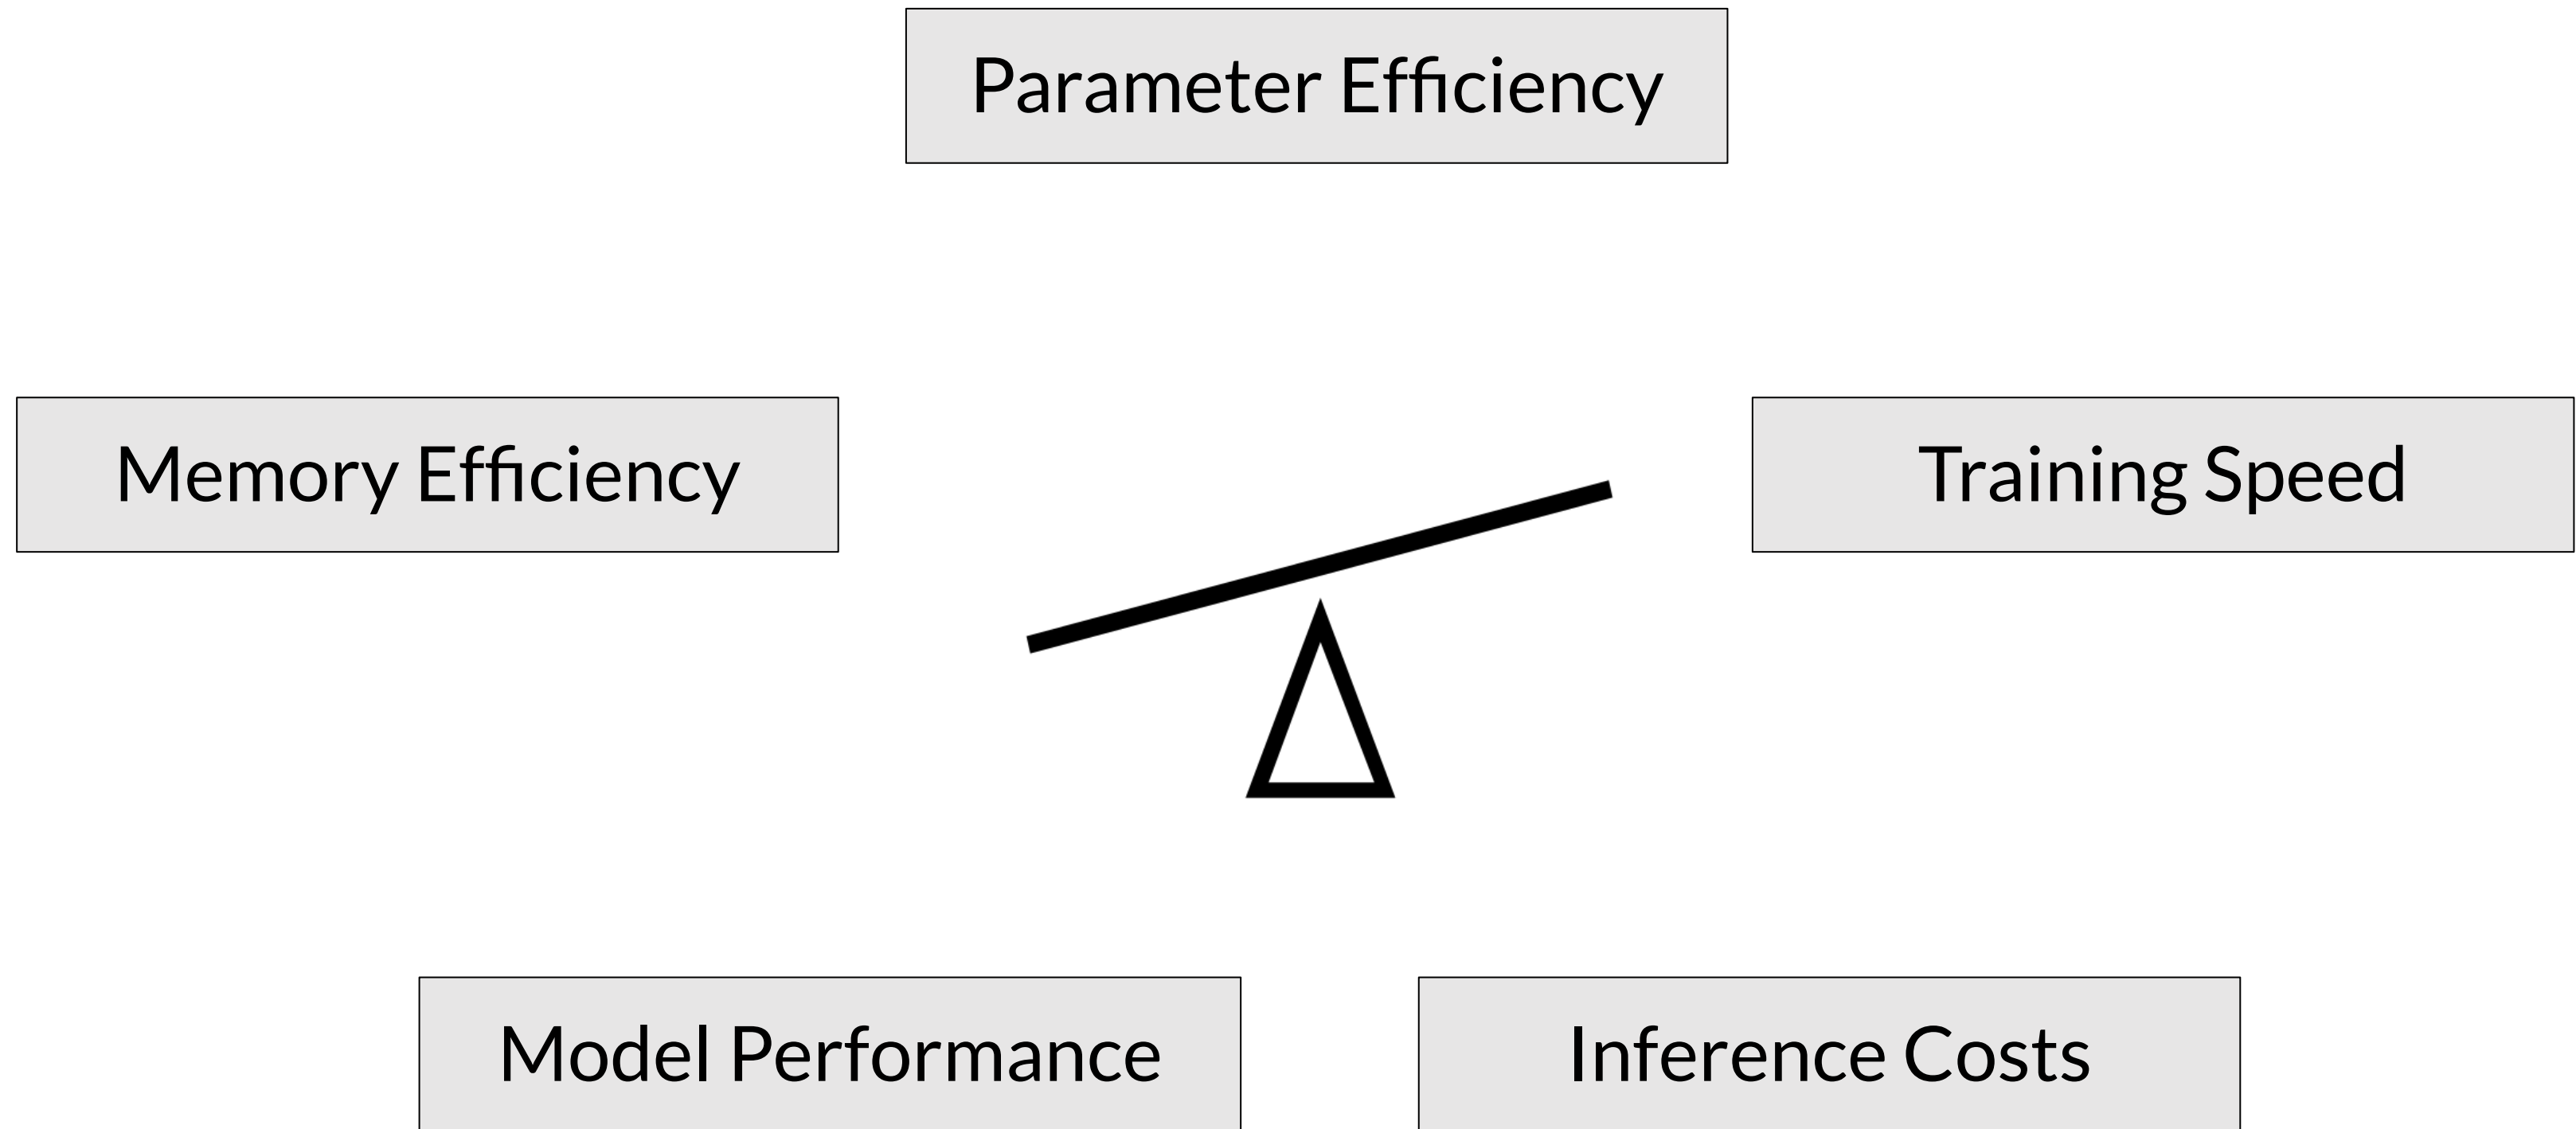 Parameter Efficiency
Memory Efficiency
Training Speed
Model Performance
Inference Costs